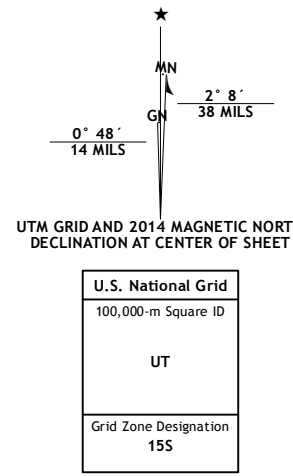 ★
MN
GN
2° 8´
38 MILS
0° 48´
14 MILS
UTM GRID AND 2014 MAGNETIC NORT
DECLINATION AT CENTER OF SHEET
U.S. National Grid
100,000-m Square ID
UT
Grid Zone Designation
15S